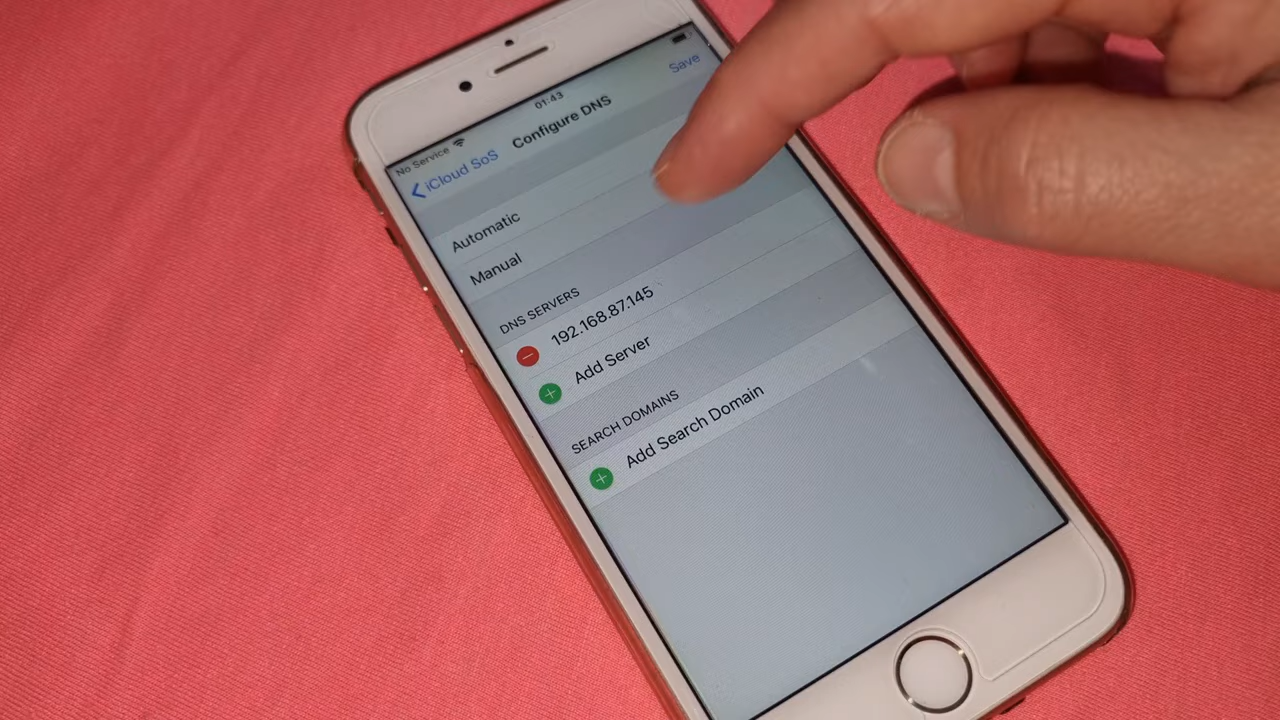 No Service 01:43
iCloud SoS Configure DNS Save
Automatic
Manual
DNS SERVERS
192.168.87.145
Add Server
SEARCH DOMAINS
Add Search Domain